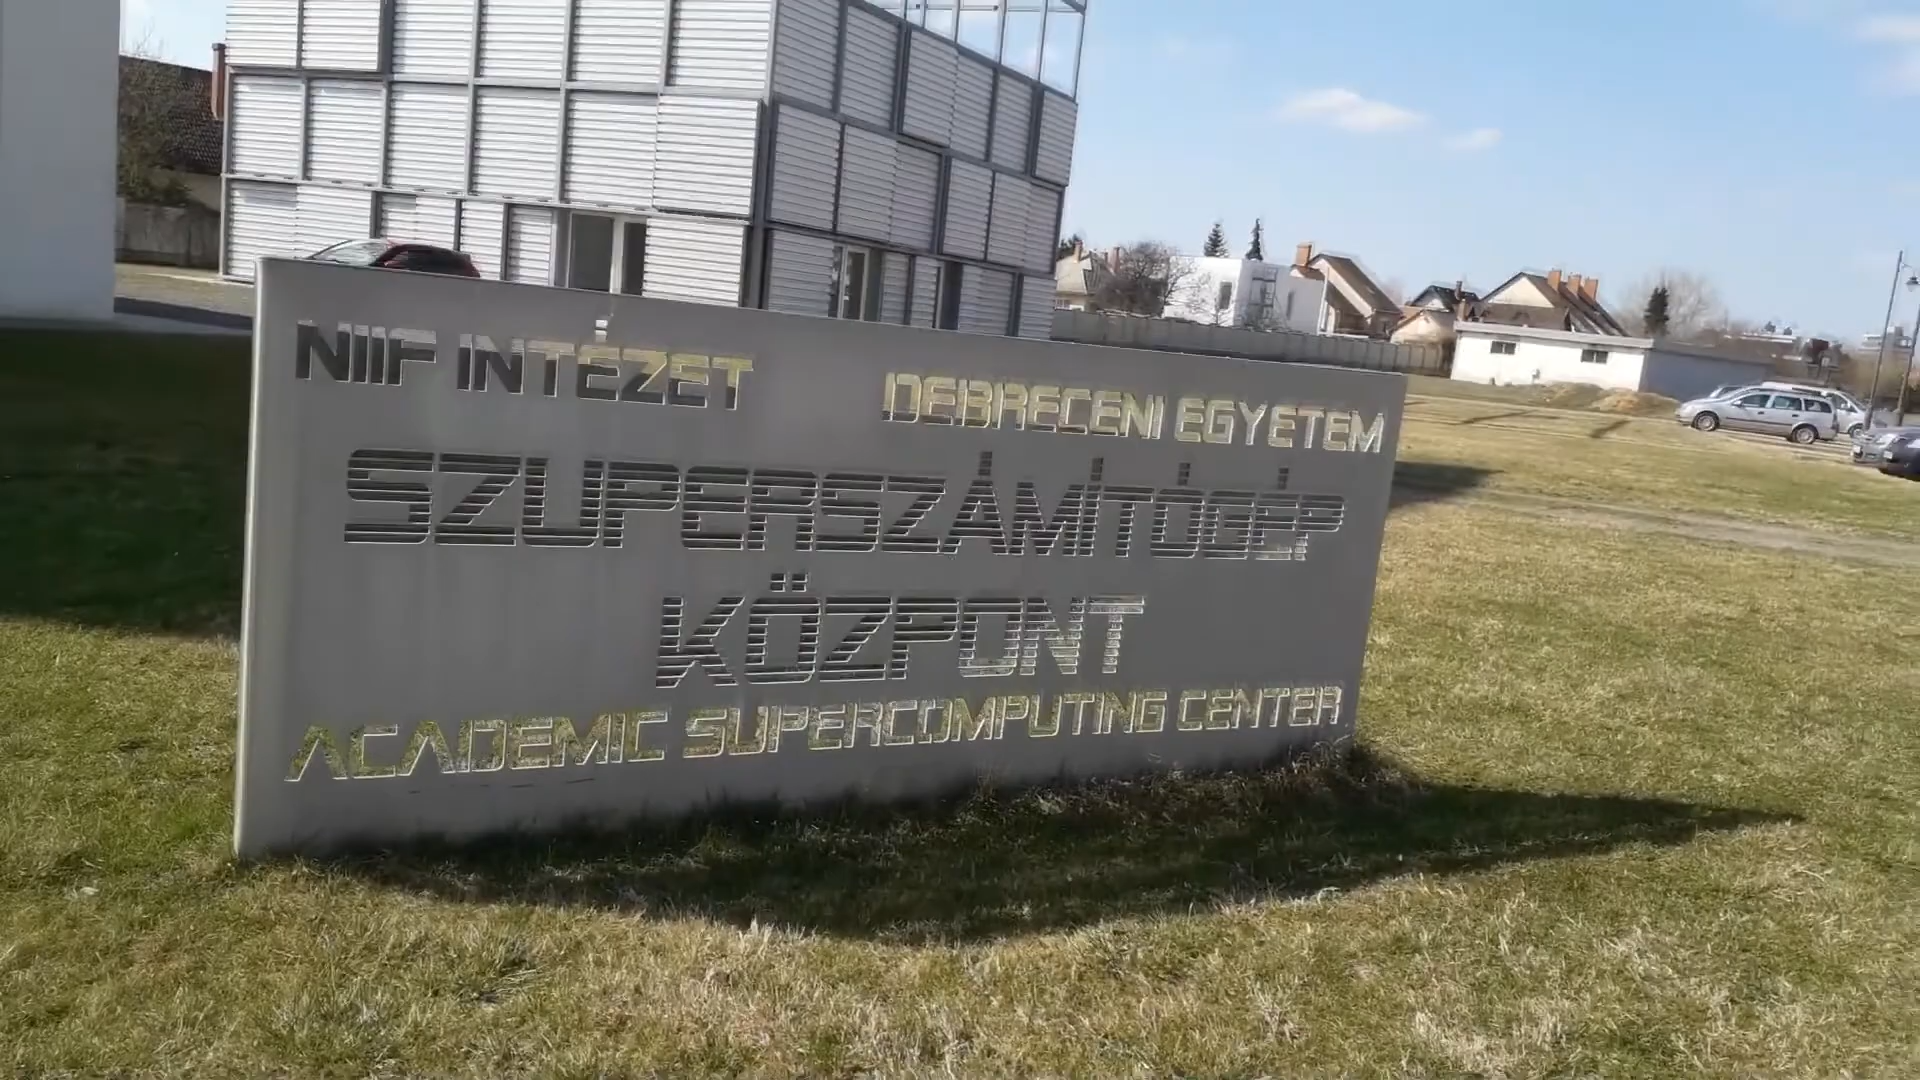 NIIF INTÉZET DEBRECENI EGYETEM
SZUPERSZÁMÍTÓGÉP
KÖZPONT
ACADEMIC SUPERCOMPUTING CENTER